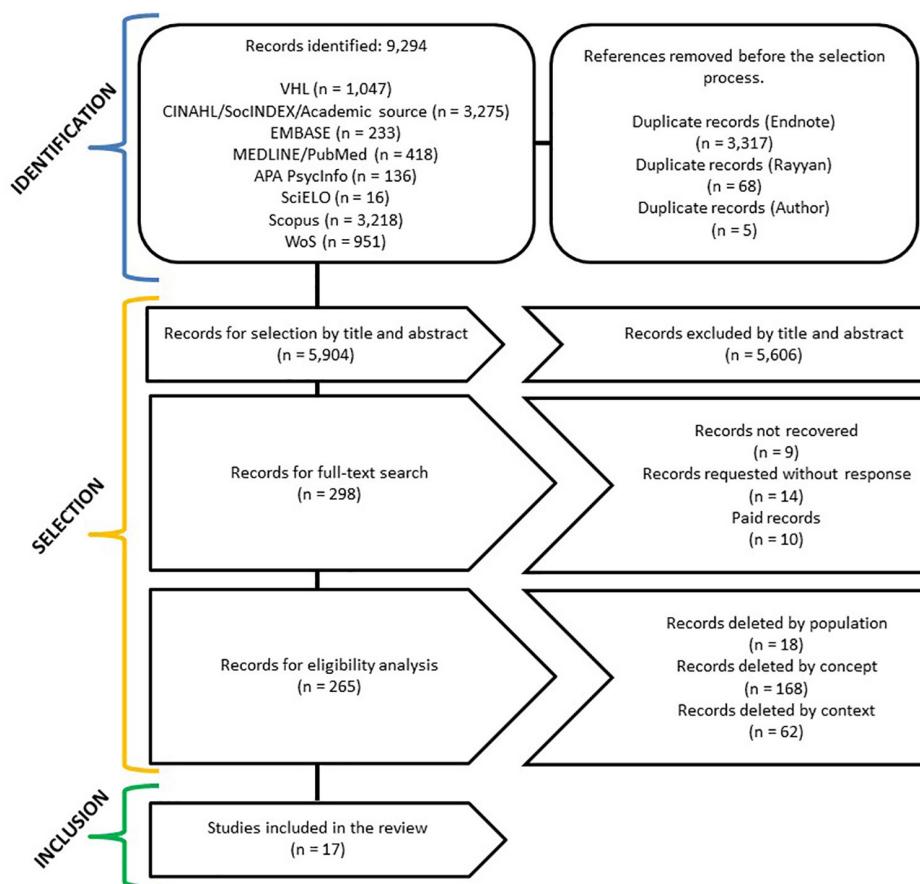 IDENTIFICATION
Records identified: 9,294
VHL (n = 1,047)
CINAHL/SocINDEX/Academic source (n = 3,275)
EMBASE (n = 233)
MEDLINE/PubMed (n = 418)
APA PsycInfo (n = 136)
SciELO (n = 16)
Scopus (n = 3,218)
WoS (n = 951)
References removed before the selection
process.
Duplicate records (Endnote)
(n = 3,317)
Duplicate records (Rayyan)
(n = 68)
Duplicate records (Author)
(n = 5)
SELECTION
Records for selection by title and abstract
(n = 5,904)
Records excluded by title and abstract
(n = 5,606)
Records for full-text search
(n = 298)
Records not recovered
(n = 9)
Records requested without response
(n = 14)
Paid records
(n = 10)
Records for eligibility analysis
(n = 265)
Records deleted by population
(n = 18)
Records deleted by concept
(n = 168)
Records deleted by context
(n = 62)
INCLUSION
Studies included in the review
(n = 17)